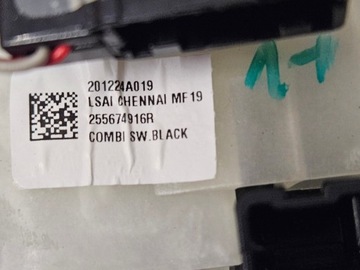 201224A019
LSAI CHENNAI MF19
255674916R
COMBI SW.BLACK